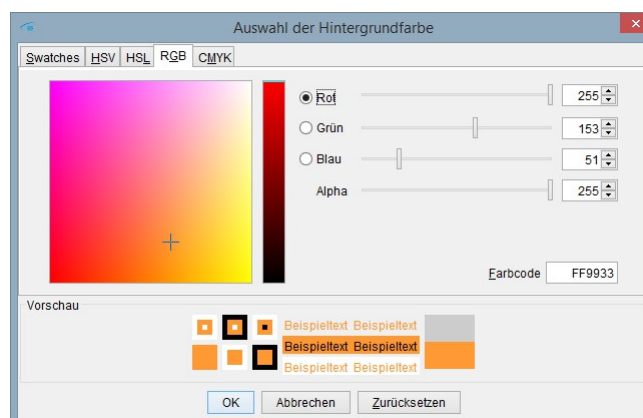 Auswahl der Hintergrundfarbe
Swatches HSV HSL RGB CMYK
Rot 255
Grün 153
Blau 51
Alpha 255
Farbcode FF9933
Vorschau
Beispieltext Beispieltext
Beispieltext Beispieltext
Beispieltext Beispieltext
OK Abbrechen Zurücksetzen